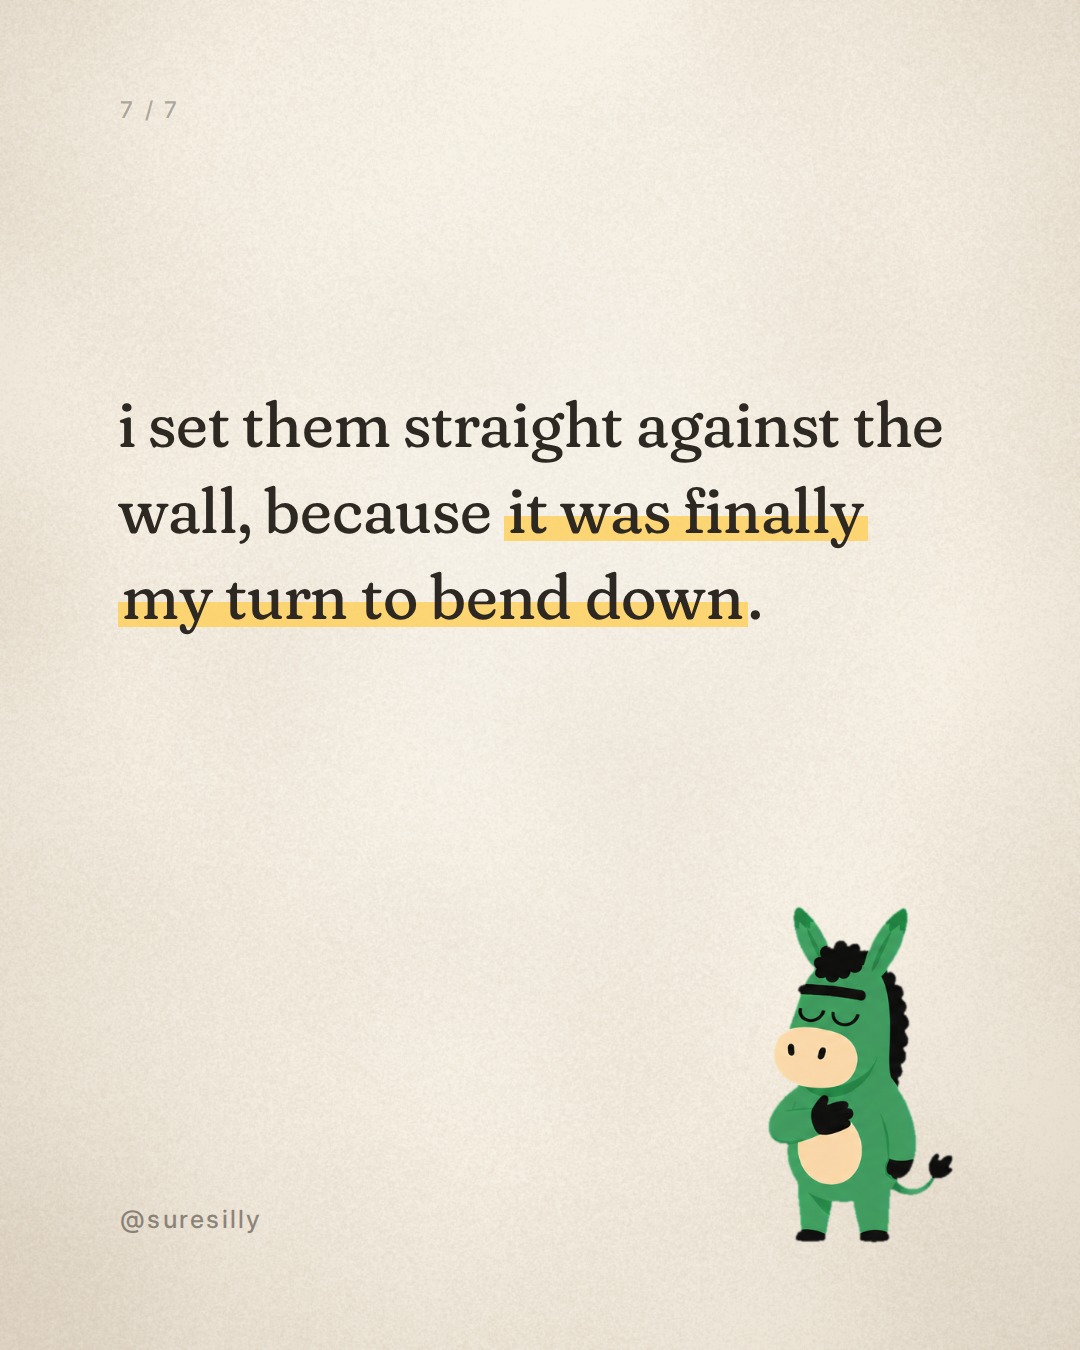 7 / 7
i set them straight against the
wall, because it was finally
my turn to bend down.
@suresilly